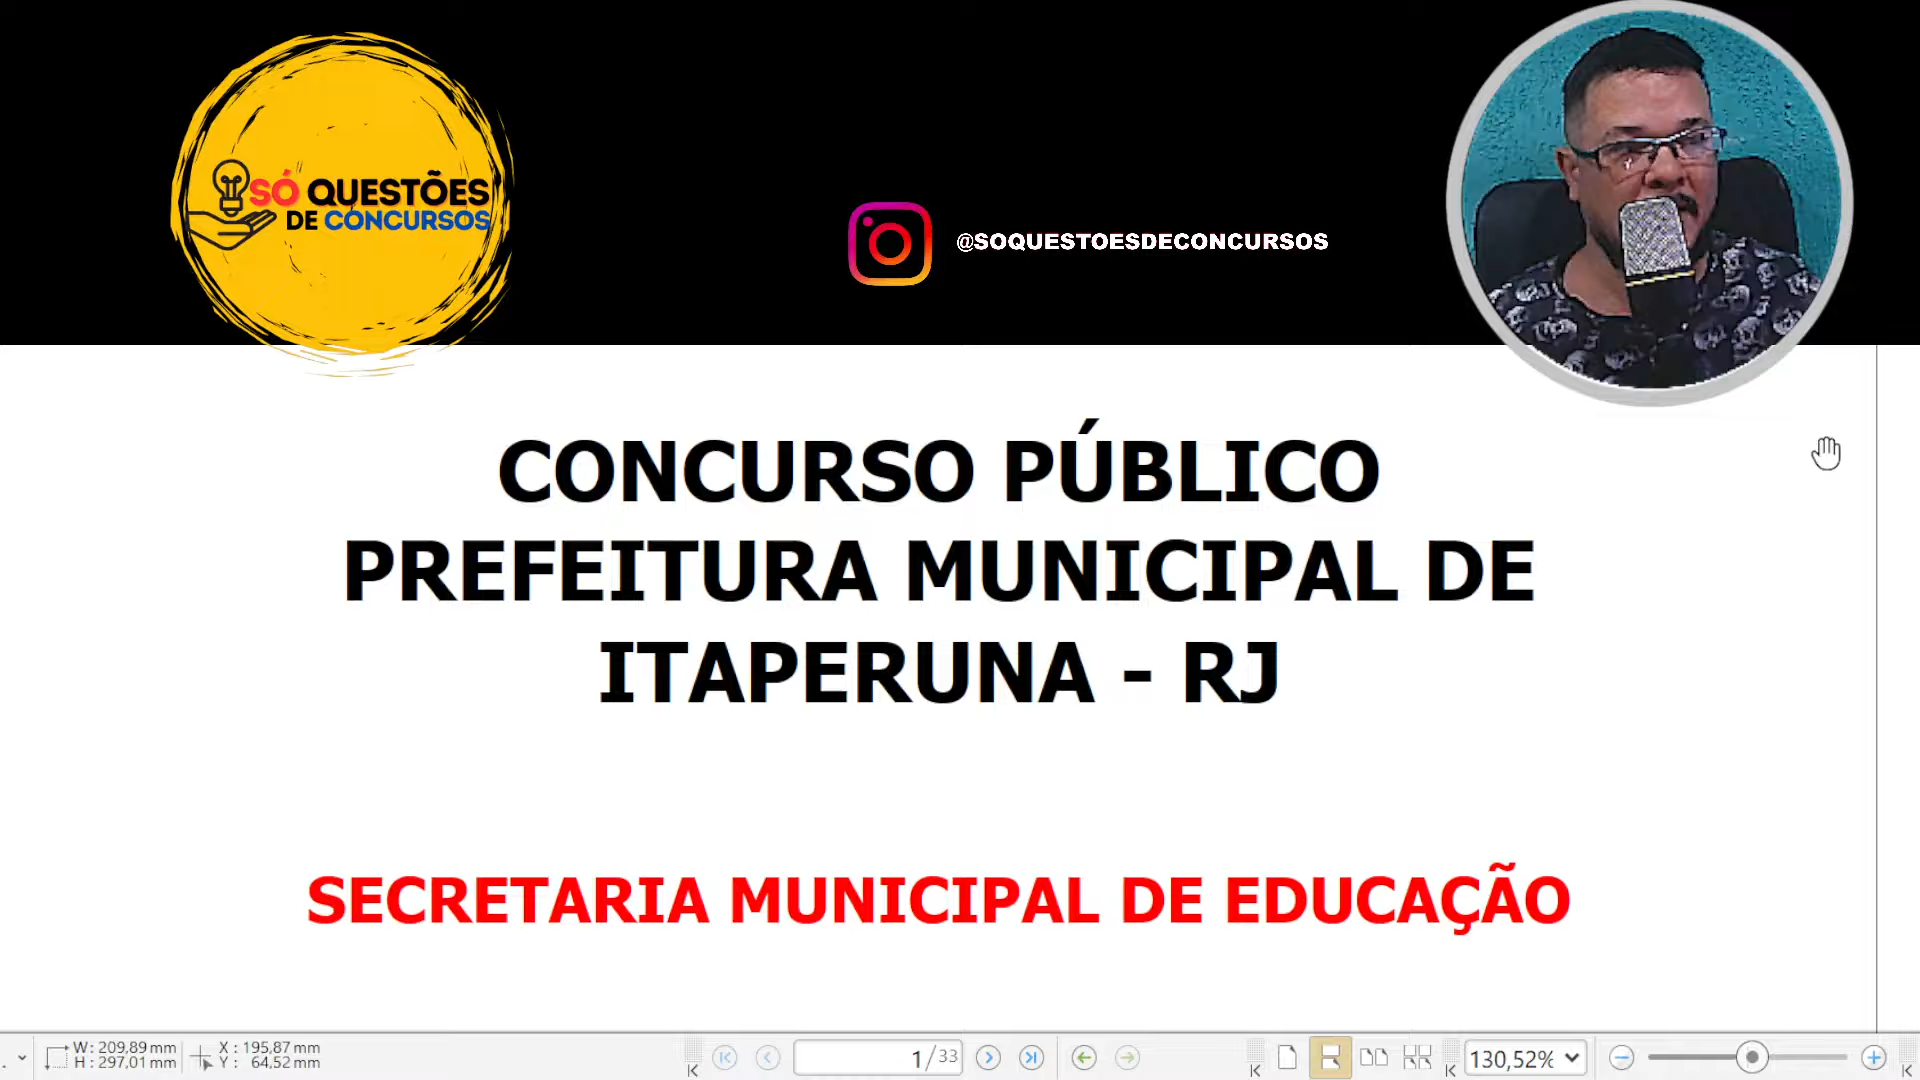 SÓ QUESTÕES
DE CONCURSOS
@SOQUESTOESDECONCURSOS
CONCURSO PÚBLICO
PREFEITURA MUNICIPAL DE
ITAPERUNA - RJ
SECRETARIA MUNICIPAL DE EDUCAÇÃO
W: 209,89 mm
H: 297,01 mm
X : 195,87 mm
Y : 64,52 mm
1 / 33
130,52%